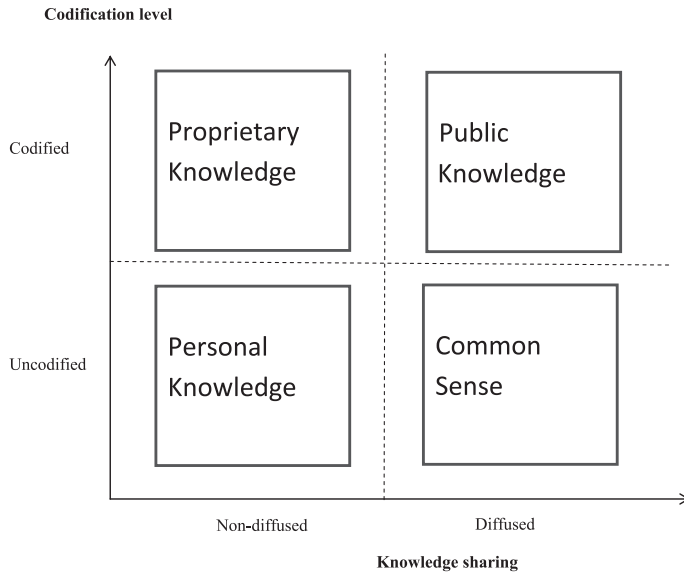 Codification level
Codified
Proprietary
Knowledge
Public
Knowledge
Uncodified
Personal
Knowledge
Common
Sense
Non-diffused
Diffused
Knowledge sharing